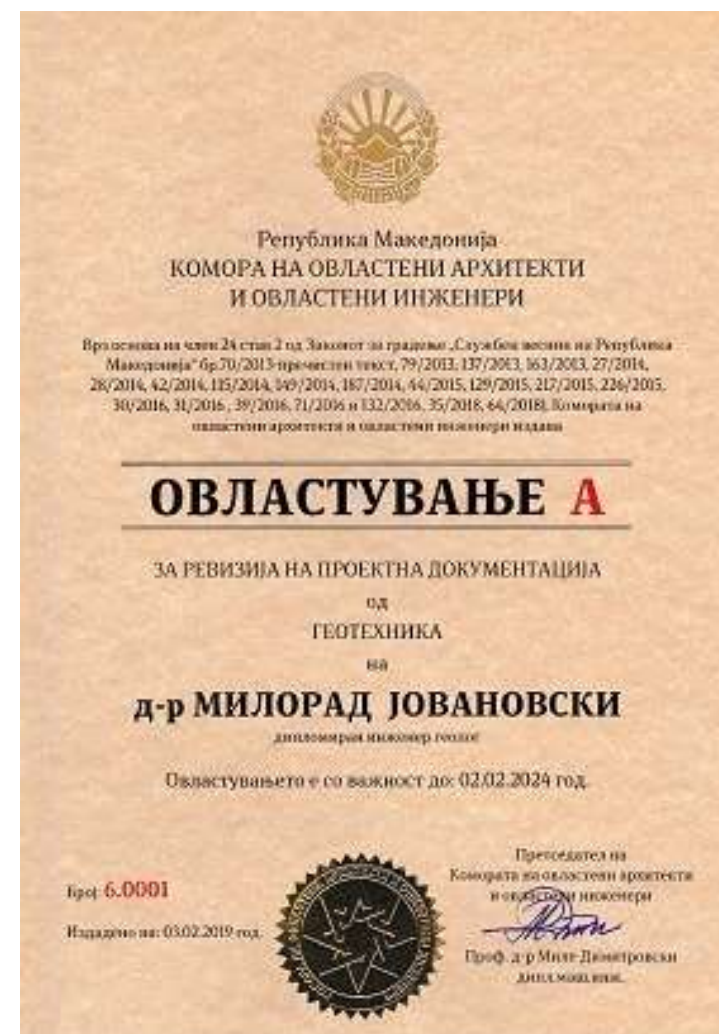 Република Македонија
КОМОРА НА ОВЛАСТЕНИ АРХИТЕКТИ
И ОВЛАСТЕНИ ИНЖЕНЕРИ
Врз основа на член 24 став 2 од Законот за градење „Службен весник на Република
Македонија" бр.70/2013-пречистен текст, 79/2013, 137/2013, 163/2013, 27/2014,
28/2014, 42/2014, 115/2014, 149/2014, 187/2014, 44/2015, 129/2015, 217/2015, 226/2015,
30/2016, 31/2016, 39/2016, 71/2016 и 132/2016, 35/2018, 64/2018), Комората на
овластени архитекти и овластени инженери издава
ОВЛАСТУВАЊЕ А
ЗА РЕВИЗИЈА НА ПРОЕКТНА ДОКУМЕНТАЦИЈА
од
ГЕОТЕХНИКА
на
д-р МИЛОРАД ЈОВАНОВСКИ
дипломиран инженер геолог
Овластувањето е со важност до: 02.02.2024 год.
Број: 6.0001
Издадено на: 03.02.2019 год.
Претседател на
Комората на овластени архитекти
и овластени инженери
Проф. д-р Миле Димитровски
дипл.маш.инж.